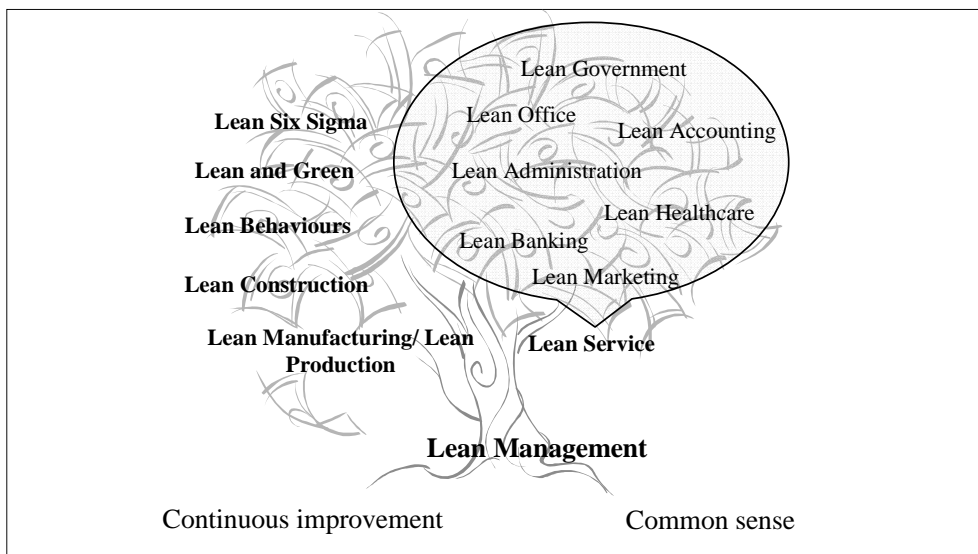 Lean Government
Lean Office
Lean Six Sigma
Lean Accounting
Lean and Green
Lean Administration
Lean Healthcare
Lean Behaviours
Lean Banking
Lean Marketing
Lean Construction
Lean Manufacturing/ Lean
Production
Lean Service
Lean Management
Continuous improvement
Common sense